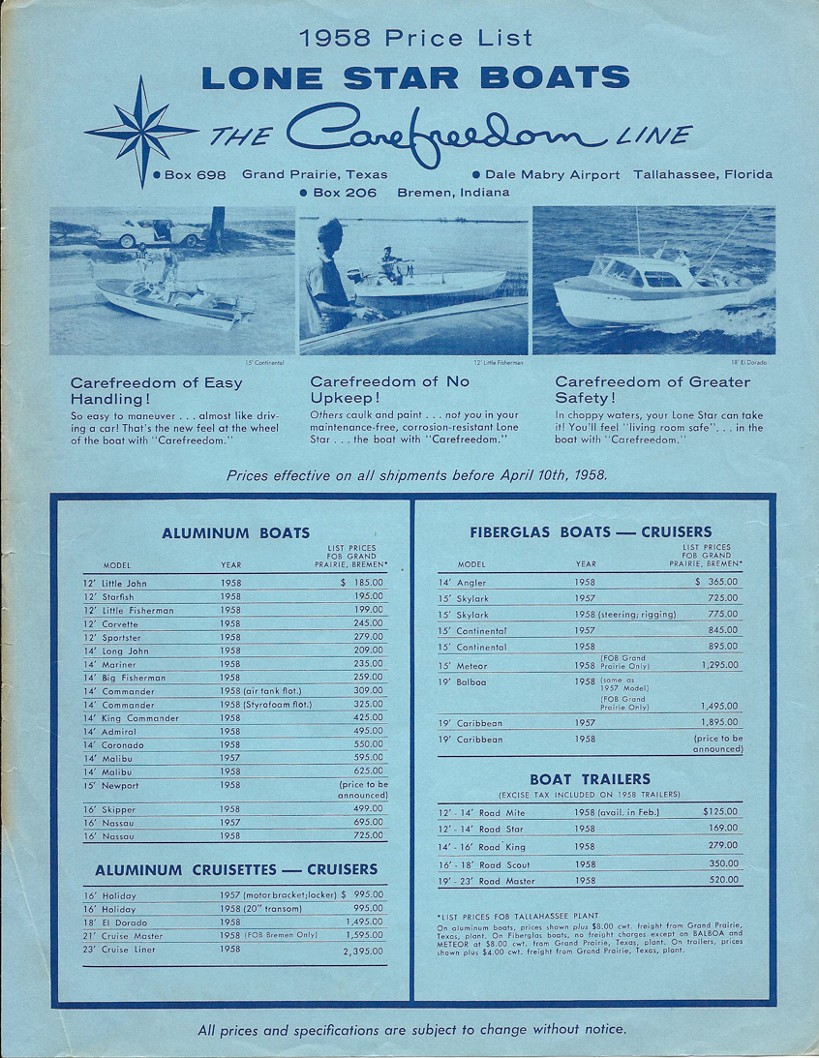 1958 Price List
LONE STAR BOATS
THE Carefreedom LINE
• Box 698 Grand Prairie, Texas • Dale Mabry Airport Tallahassee, Florida
• Box 206 Bremen, Indiana
15' Continental
12' Little Fisherman
18' El Dorado
Carefreedom of Easy
Handling!
So easy to maneuver . . . almost like driv-
ing a car! That's the new feel at the wheel
of the boat with "Carefreedom."
Carefreedom of No
Upkeep!
Others caulk and paint . . . not you in your
maintenance-free, corrosion-resistant Lone
Star . . . the boat with "Carefreedom."
Carefreedom of Greater
Safety!
In choppy waters, your Lone Star can take
it! You'll feel "living room safe". . . in the
boat with "Carefreedom."
Prices effective on all shipments before April 10th, 1958.
ALUMINUM BOATS
LIST PRICES
FOB GRAND
MODEL YEAR PRAIRIE, BREMEN*
12' Little John 1958 $ 185.00
12' Starfish 1958 195.00
12' Little Fisherman 1958 199.00
12' Corvette 1958 245.00
12' Sportster 1958 279.00
14' Long John 1958 209.00
14' Mariner 1958 235.00
14' Big Fisherman 1958 259.00
14' Commander 1958 (air tank flot.) 309.00
14' Commander 1958 (Styrofoam flot.) 325.00
14' King Commander 1958 425.00
14' Admiral 1958 495.00
14' Coronado 1958 550.00
14' Malibu 1957 595.00
14' Malibu 1958 625.00
15' Newport 1958 (price to be
announced)
16' Skipper 1958 499.00
16' Nassau 1957 695.00
16' Nassau 1958 725.00
ALUMINUM CRUISETTES — CRUISERS
16' Holiday 1957 (motor bracket;locker) $ 995.00
16' Holiday 1958 (20" transom) 995.00
18' El Dorado 1958 1,495.00
21' Cruise Master 1958 (FOB Bremen Only) 1,595.00
23' Cruise Liner 1958 2,395.00
FIBERGLAS BOATS — CRUISERS
LIST PRICES
FOB GRAND
MODEL YEAR PRAIRIE, BREMEN*
14' Angler 1958 $ 365.00
15' Skylark 1957 725.00
15' Skylark 1958 (steering; rigging) 775.00
15' Continental 1957 845.00
15' Continental 1958 895.00
15' Meteor 1958 (FOB Grand
Prairie Only) 1,295.00
19' Balboa 1958 (same as
1957 Model)
(FOB Grand
Prairie Only) 1,495.00
19' Caribbean 1957 1,895.00
19' Caribbean 1958 (price to be
announced)
BOAT TRAILERS
(EXCISE TAX INCLUDED ON 1958 TRAILERS)
12' - 14' Road Mite 1958 (avail. in Feb.) $125.00
12' - 14' Road Star 1958 169.00
14' - 16' Road King 1958 279.00
16' - 18' Road Scout 1958 350.00
19' - 23' Road Master 1958 520.00
*LIST PRICES FOR TALLAHASSEE PLANT
On aluminum boats, prices shown plus $8.00 cwt. freight from Grand Prairie,
Texas, plant. On Fiberglas boats, no freight charges except on BALBOA and
METEOR at $8.00 cwt. from Grand Prairie, Texas, plant. On trailers, prices
shown plus $4.00 cwt. freight from Grand Prairie, Texas, plant.
All prices and specifications are subject to change without notice.